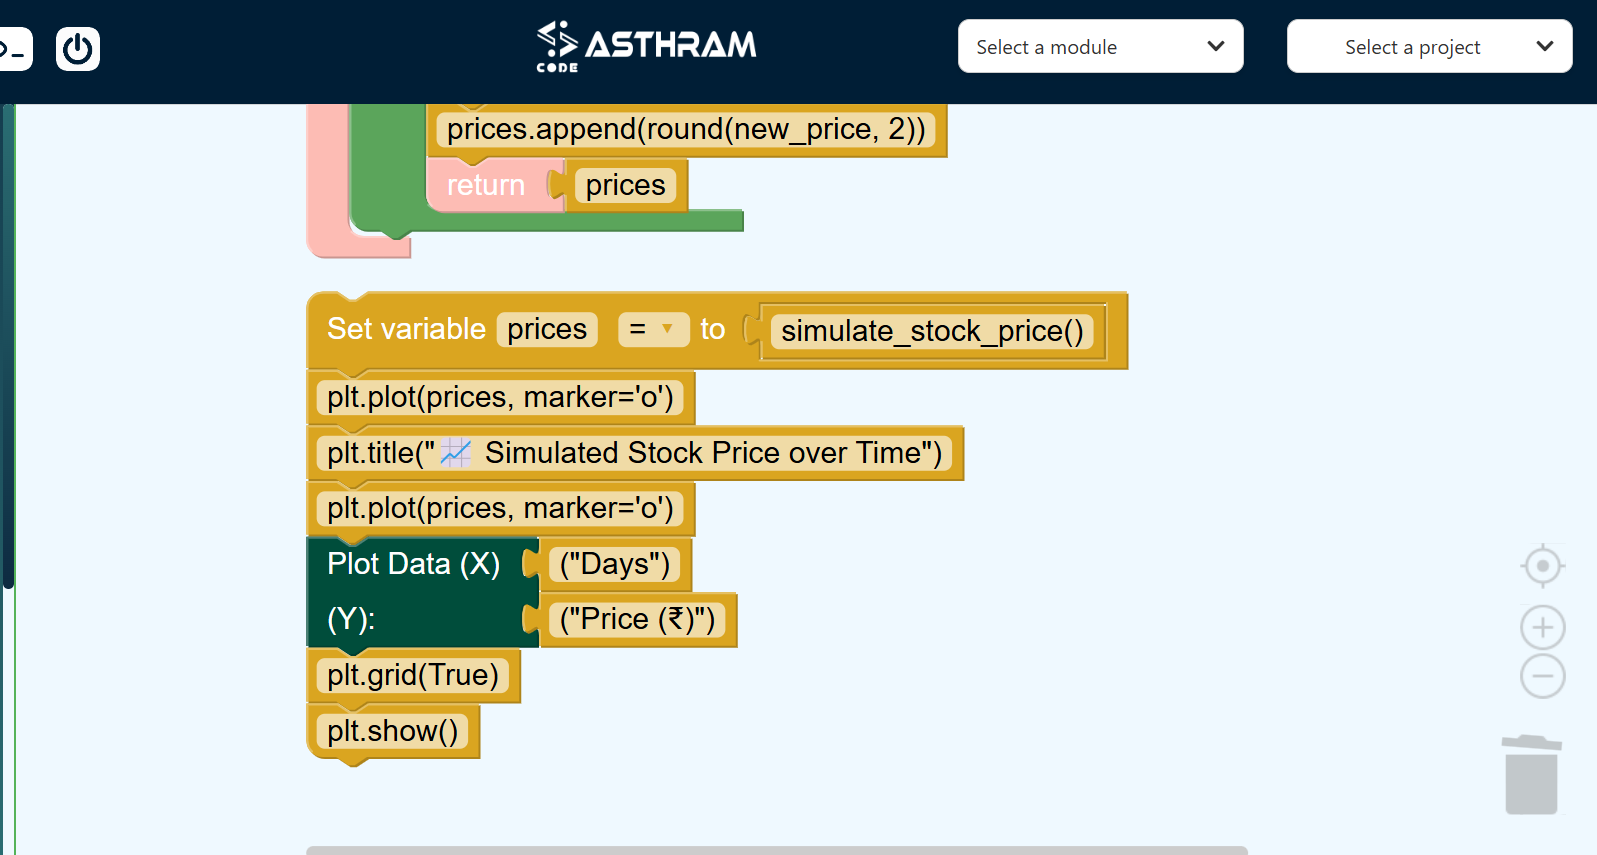 CODE ASTHRAM
Select a module
Select a project
prices.append(round(new_price, 2))
return prices
Set variable prices = to simulate_stock_price()
plt.plot(prices, marker='o')
plt.title("📈 Simulated Stock Price over Time")
plt.plot(prices, marker='o')
Plot Data (X) ("Days")
(Y): ("Price (₹)")
plt.grid(True)
plt.show()